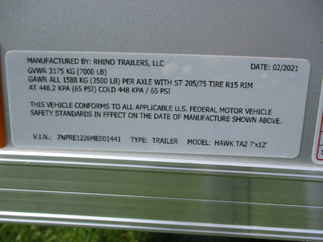 MANUFACTURED BY: RHINO TRAILERS, LLC DATE: 02/2021
GVWR 3175 KG (7000 LB)
GAWR ALL 1588 KG (3500 LB) PER AXLE WITH ST 205/75 TIRE R15 RIM
AT 448.2 KPA (65 PSI) COLD 448 KPA / 65 PSI
THIS VEHICLE CONFORMS TO ALL APPLICABLE U.S. FEDERAL MOTOR VEHICLE
SAFETY STANDARDS IN EFFECT ON THE DATE OF MANUFACTURE SHOWN ABOVE.
V.I.N.: 7WPRE1226ME001441 TYPE: TRAILER MODEL: HAWK TA2 7'x12'